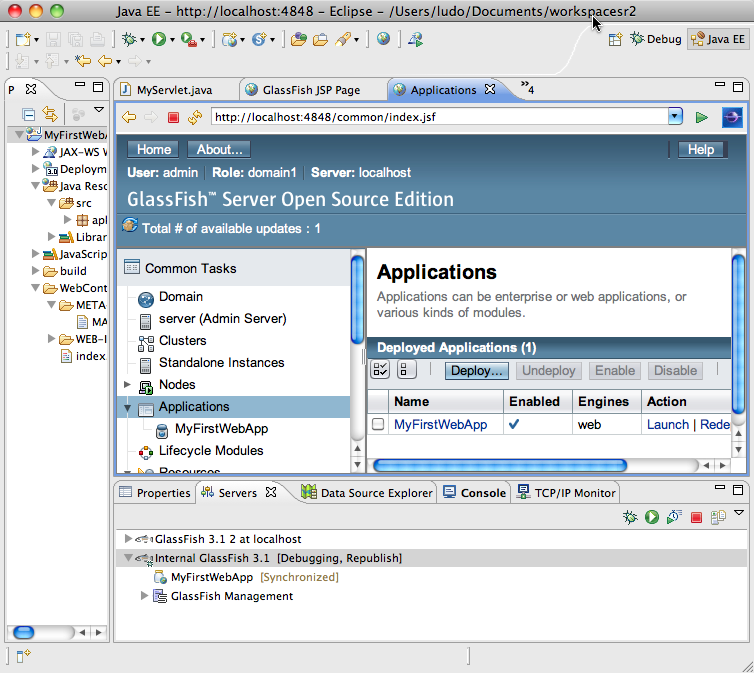 Java EE - http://localhost:4848 - Eclipse - /Users/ludo/Documents/workspacesr2
Debug
Java EE
P
MyServlet.java
GlassFish JSP Page
Applications
»4
http://localhost:4848/common/index.jsf
MyFirstWebA
JAX-WS W
Deploym
Java Resc
src
apl
Librar
JavaScrip
build
WebCont
META-
MA
WEB-I
index
Home
About...
Help
User: admin
Role: domain1
Server: localhost
GlassFish™ Server Open Source Edition
Total # of available updates : 1
Common Tasks
Domain
server (Admin Server)
Clusters
Standalone Instances
Nodes
Applications
MyFirstWebApp
Lifecycle Modules
Resources
Applications
Applications can be enterprise or web applications, or
various kinds of modules.
Deployed Applications (1)
Deploy...
Undeploy
Enable
Disable
Name
Enabled
Engines
Action
MyFirstWebApp
web
Launch | Rede
Properties
Servers
Data Source Explorer
Console
TCP/IP Monitor
GlassFish 3.1 2 at localhost
Internal GlassFish 3.1 [Debugging, Republish]
MyFirstWebApp [Synchronized]
GlassFish Management